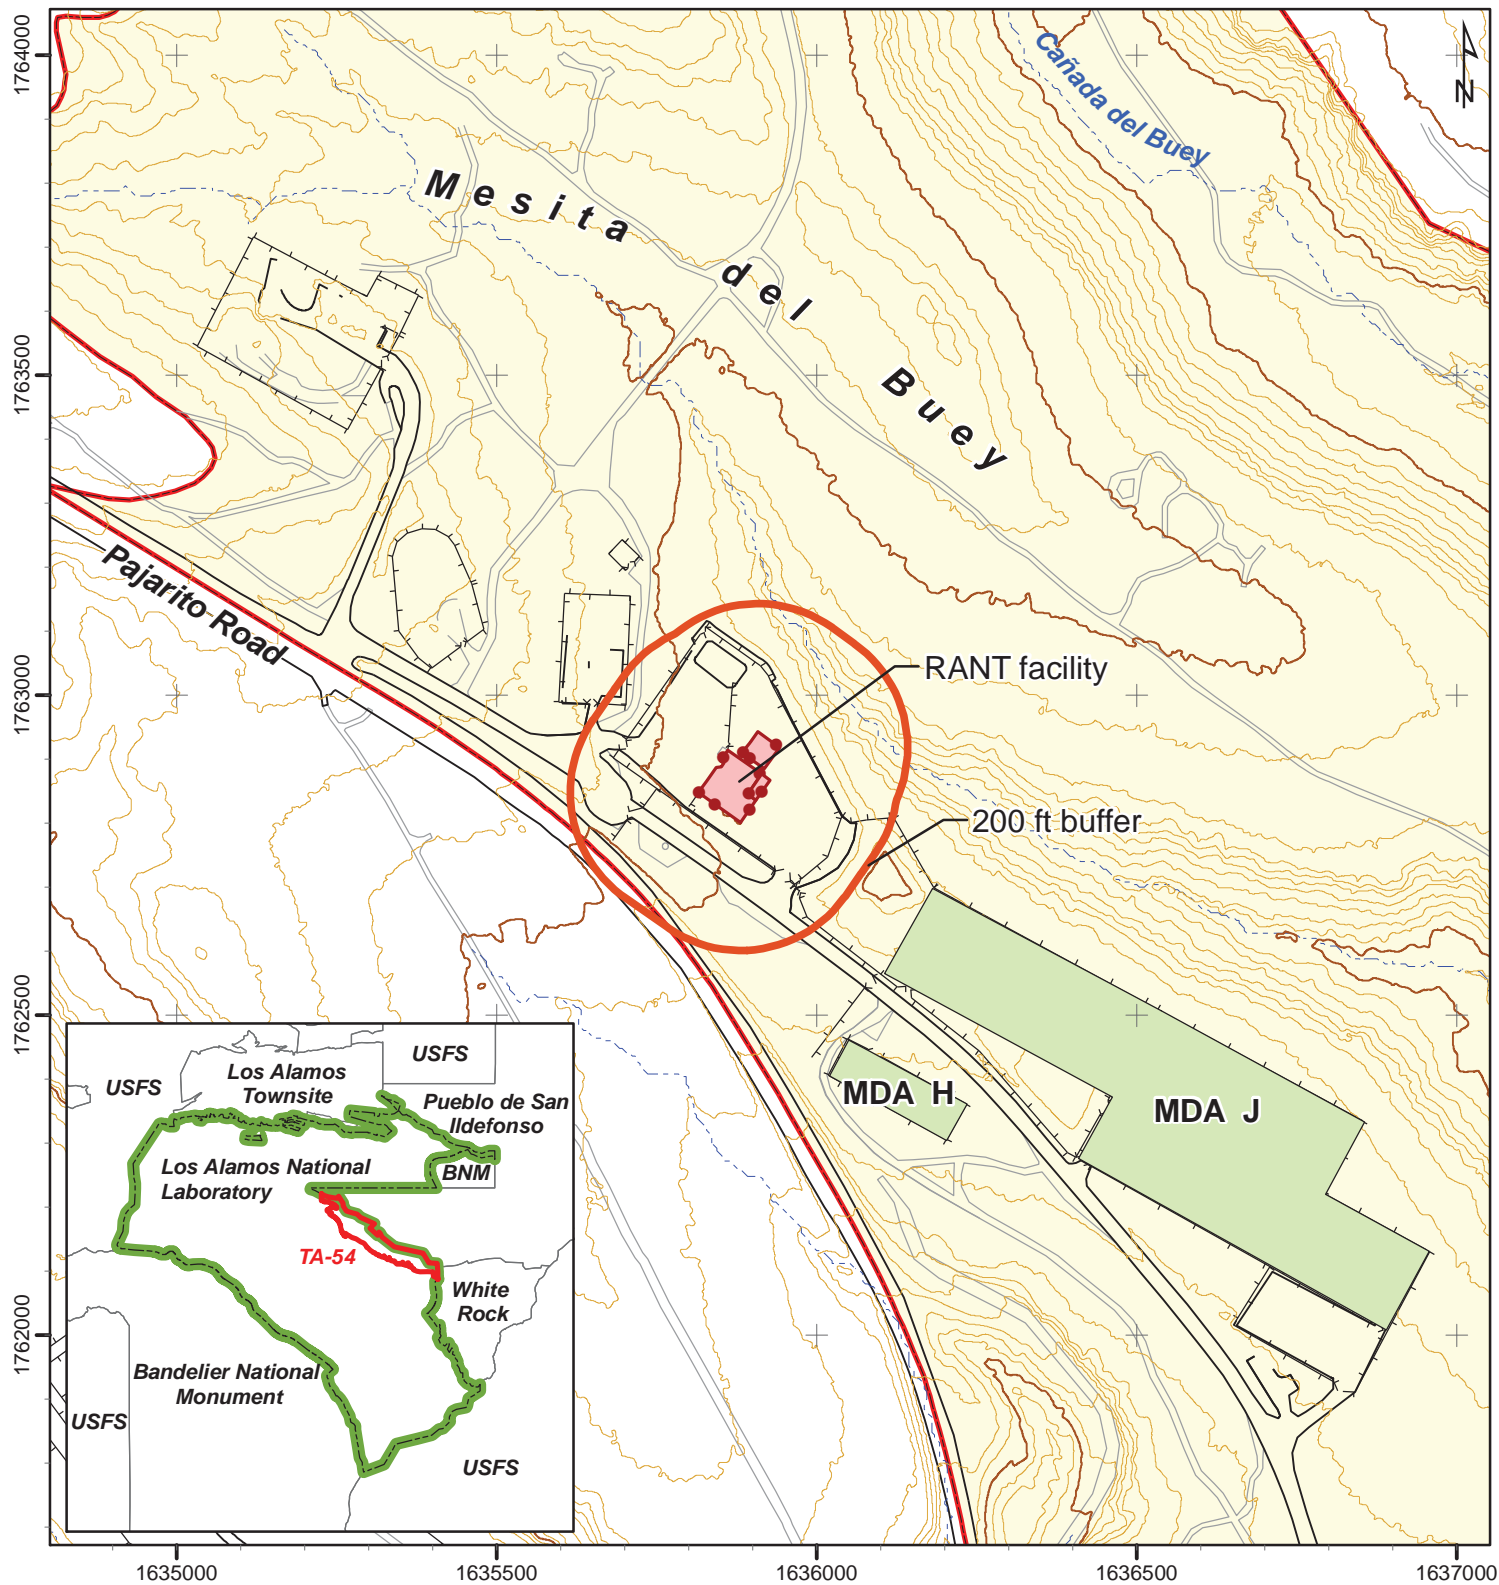 1764000
1763500
1763000
1762500
1762000
N
Cañada del Buey
Mesita del Buey
Pajarito Road
RANT facility
200 ft buffer
MDA H
MDA J
USFS
USFS
Los Alamos
Townsite
Pueblo de San
Ildefonso
BNM
Los Alamos National
Laboratory
TA-54
White
Rock
Bandelier National
Monument
USFS
USFS
1635000
1635500
1636000
1636500
1637000